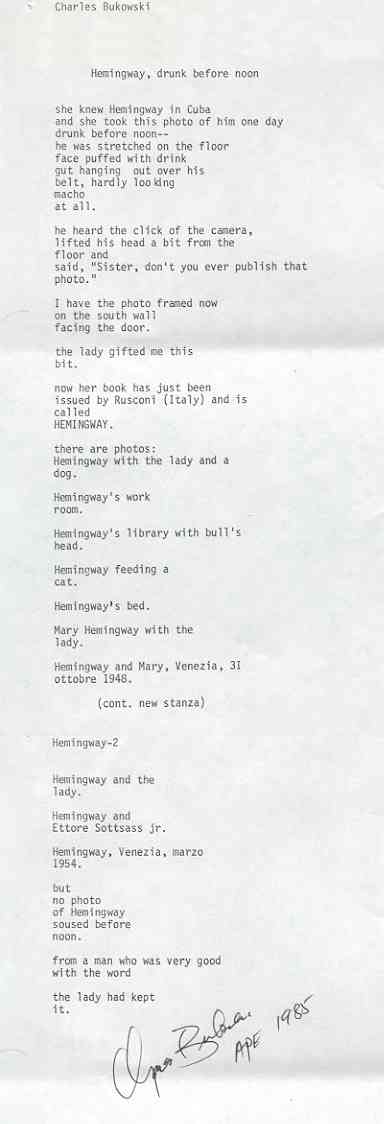 Charles Bukowski
Hemingway, drunk before noon
she knew Hemingway in Cuba
and she took this photo of him one day
drunk before noon--
he was stretched on the floor
face puffed with drink
gut hanging out over his
belt, hardly looking
macho
at all.
he heard the click of the camera,
lifted his head a bit from the
floor and
said, "Sister, don't you ever publish that
photo."
I have the photo framed now
on the south wall
facing the door.
the lady gifted me this
bit.
now her book has just been
issued by Rusconi (Italy) and is
called
HEMINGWAY.
there are photos:
Hemingway with the lady and a
dog.
Hemingway's work
room.
Hemingway's library with bull's
head.
Hemingway feeding a
cat.
Hemingway's bed.
Mary Hemingway with the
lady.
Hemingway and Mary, Venezia, 31
ottobre 1948.
(cont. new stanza)
Hemingway-2
Hemingway and the
lady.
Hemingway and
Ettore Sottsass jr.
Hemingway, Venezia, marzo
1954.
but
no photo
of Hemingway
soused before
noon.
from a man who was very good
with the word
the lady had kept
it.
1985